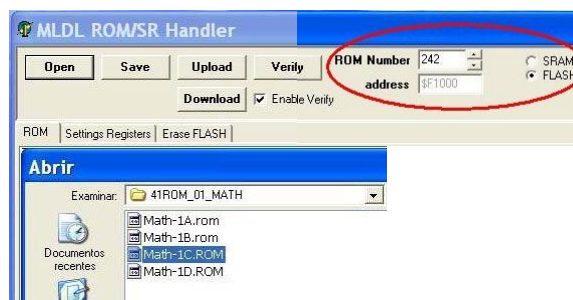 MLDL ROM/SR Handler
Open Save Upload Verify ROM Number 242 SRAM
Download Enable Verify address $F1000 FLASH
ROM Settings Registers Erase FLASH
Abrir
Examinar: 41ROM_01_MATH
Math-1A.rom
Math-1B.rom
Math-1C.ROM
Math-1D.ROM
Documentos
recientes